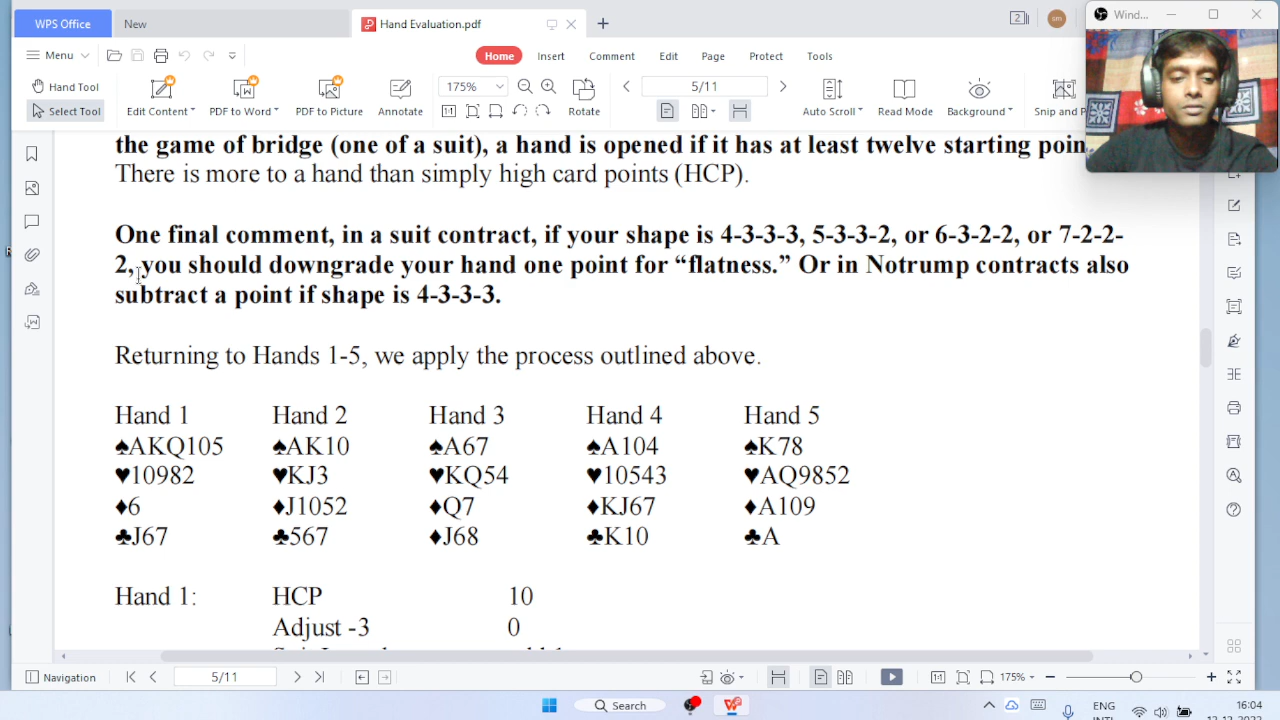 WPS Office
New
Hand Evaluation.pdf
2
sm
Wind...
Menu
Home
Insert
Comment
Edit
Page
Protect
Tools
Hand Tool
Select Tool
Edit Content
PDF to Word
PDF to Picture
Annotate
175%
Rotate
5/11
Auto Scroll
Read Mode
Background
Snip and P
the game of bridge (one of a suit), a hand is opened if it has at least twelve starting poin
There is more to a hand than simply high card points (HCP).
One final comment, in a suit contract, if your shape is 4-3-3-3, 5-3-3-2, or 6-3-2-2, or 7-2-2-
2, you should downgrade your hand one point for “flatness.” Or in Notrump contracts also
subtract a point if shape is 4-3-3-3.
Returning to Hands 1-5, we apply the process outlined above.
Hand 1 Hand 2 Hand 3 Hand 4 Hand 5
♠AKQ105 ♠AK10 ♠A67 ♠A104 ♠K78
♥10982 ♥KJ3 ♥KQ54 ♥10543 ♥AQ9852
♦6 ♦J1052 ♦Q7 ♦KJ67 ♦A109
♣J67 ♣567 ♦J68 ♣K10 ♣A
Hand 1: HCP 10
Adjust -3 0
Navigation
5/11
175%
Search
ENG
16:04